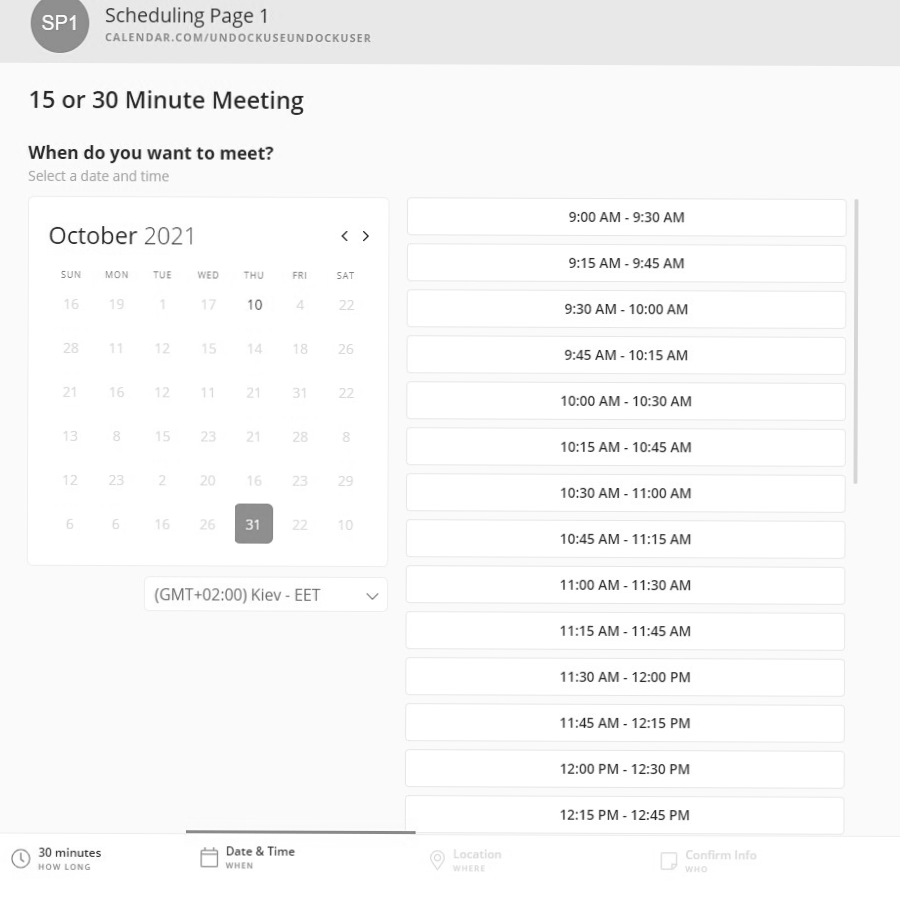 SP1
Scheduling Page 1
CALENDAR.COM/UNDOCKUSEUNDOCKUSER
15 or 30 Minute Meeting
When do you want to meet?
Select a date and time
October 2021
SUN MON TUE WED THU FRI SAT
16 19 1 17 10 4 22
28 11 12 15 14 18 26
21 16 12 11 21 31 22
13 8 15 23 21 28 8
12 23 2 20 16 23 29
6 6 16 26 31 22 10
(GMT+02:00) Kiev - EET
9:00 AM - 9:30 AM
9:15 AM - 9:45 AM
9:30 AM - 10:00 AM
9:45 AM - 10:15 AM
10:00 AM - 10:30 AM
10:15 AM - 10:45 AM
10:30 AM - 11:00 AM
10:45 AM - 11:15 AM
11:00 AM - 11:30 AM
11:15 AM - 11:45 AM
11:30 AM - 12:00 PM
11:45 AM - 12:15 PM
12:00 PM - 12:30 PM
12:15 PM - 12:45 PM
30 minutes
HOW LONG
Date & Time
WHEN
Location
WHERE
Confirm Info
WHO